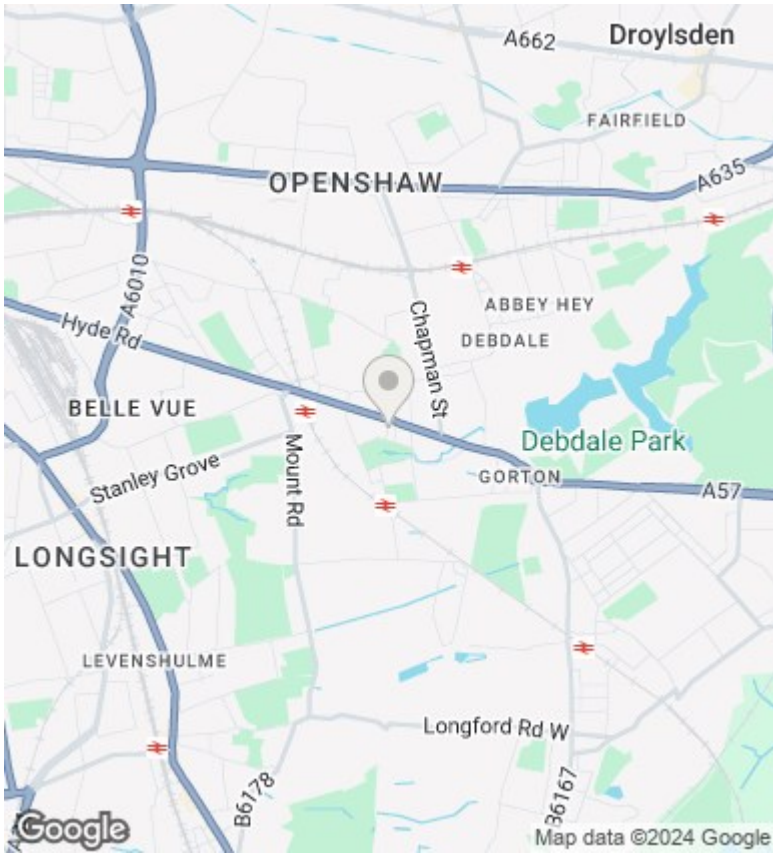 A662
Droylsden
FAIRFIELD
OPENSHAW
A635
A6010
Chapman St
ABBEY HEY
Hyde Rd
DEBDALE
BELLE VUE
Debdale Park
Stanley Grove
Mount Rd
GORTON
A57
LONGSIGHT
LEVENSHULME
Longford Rd W
B6178
B6167
Google
Map data ©2024 Google